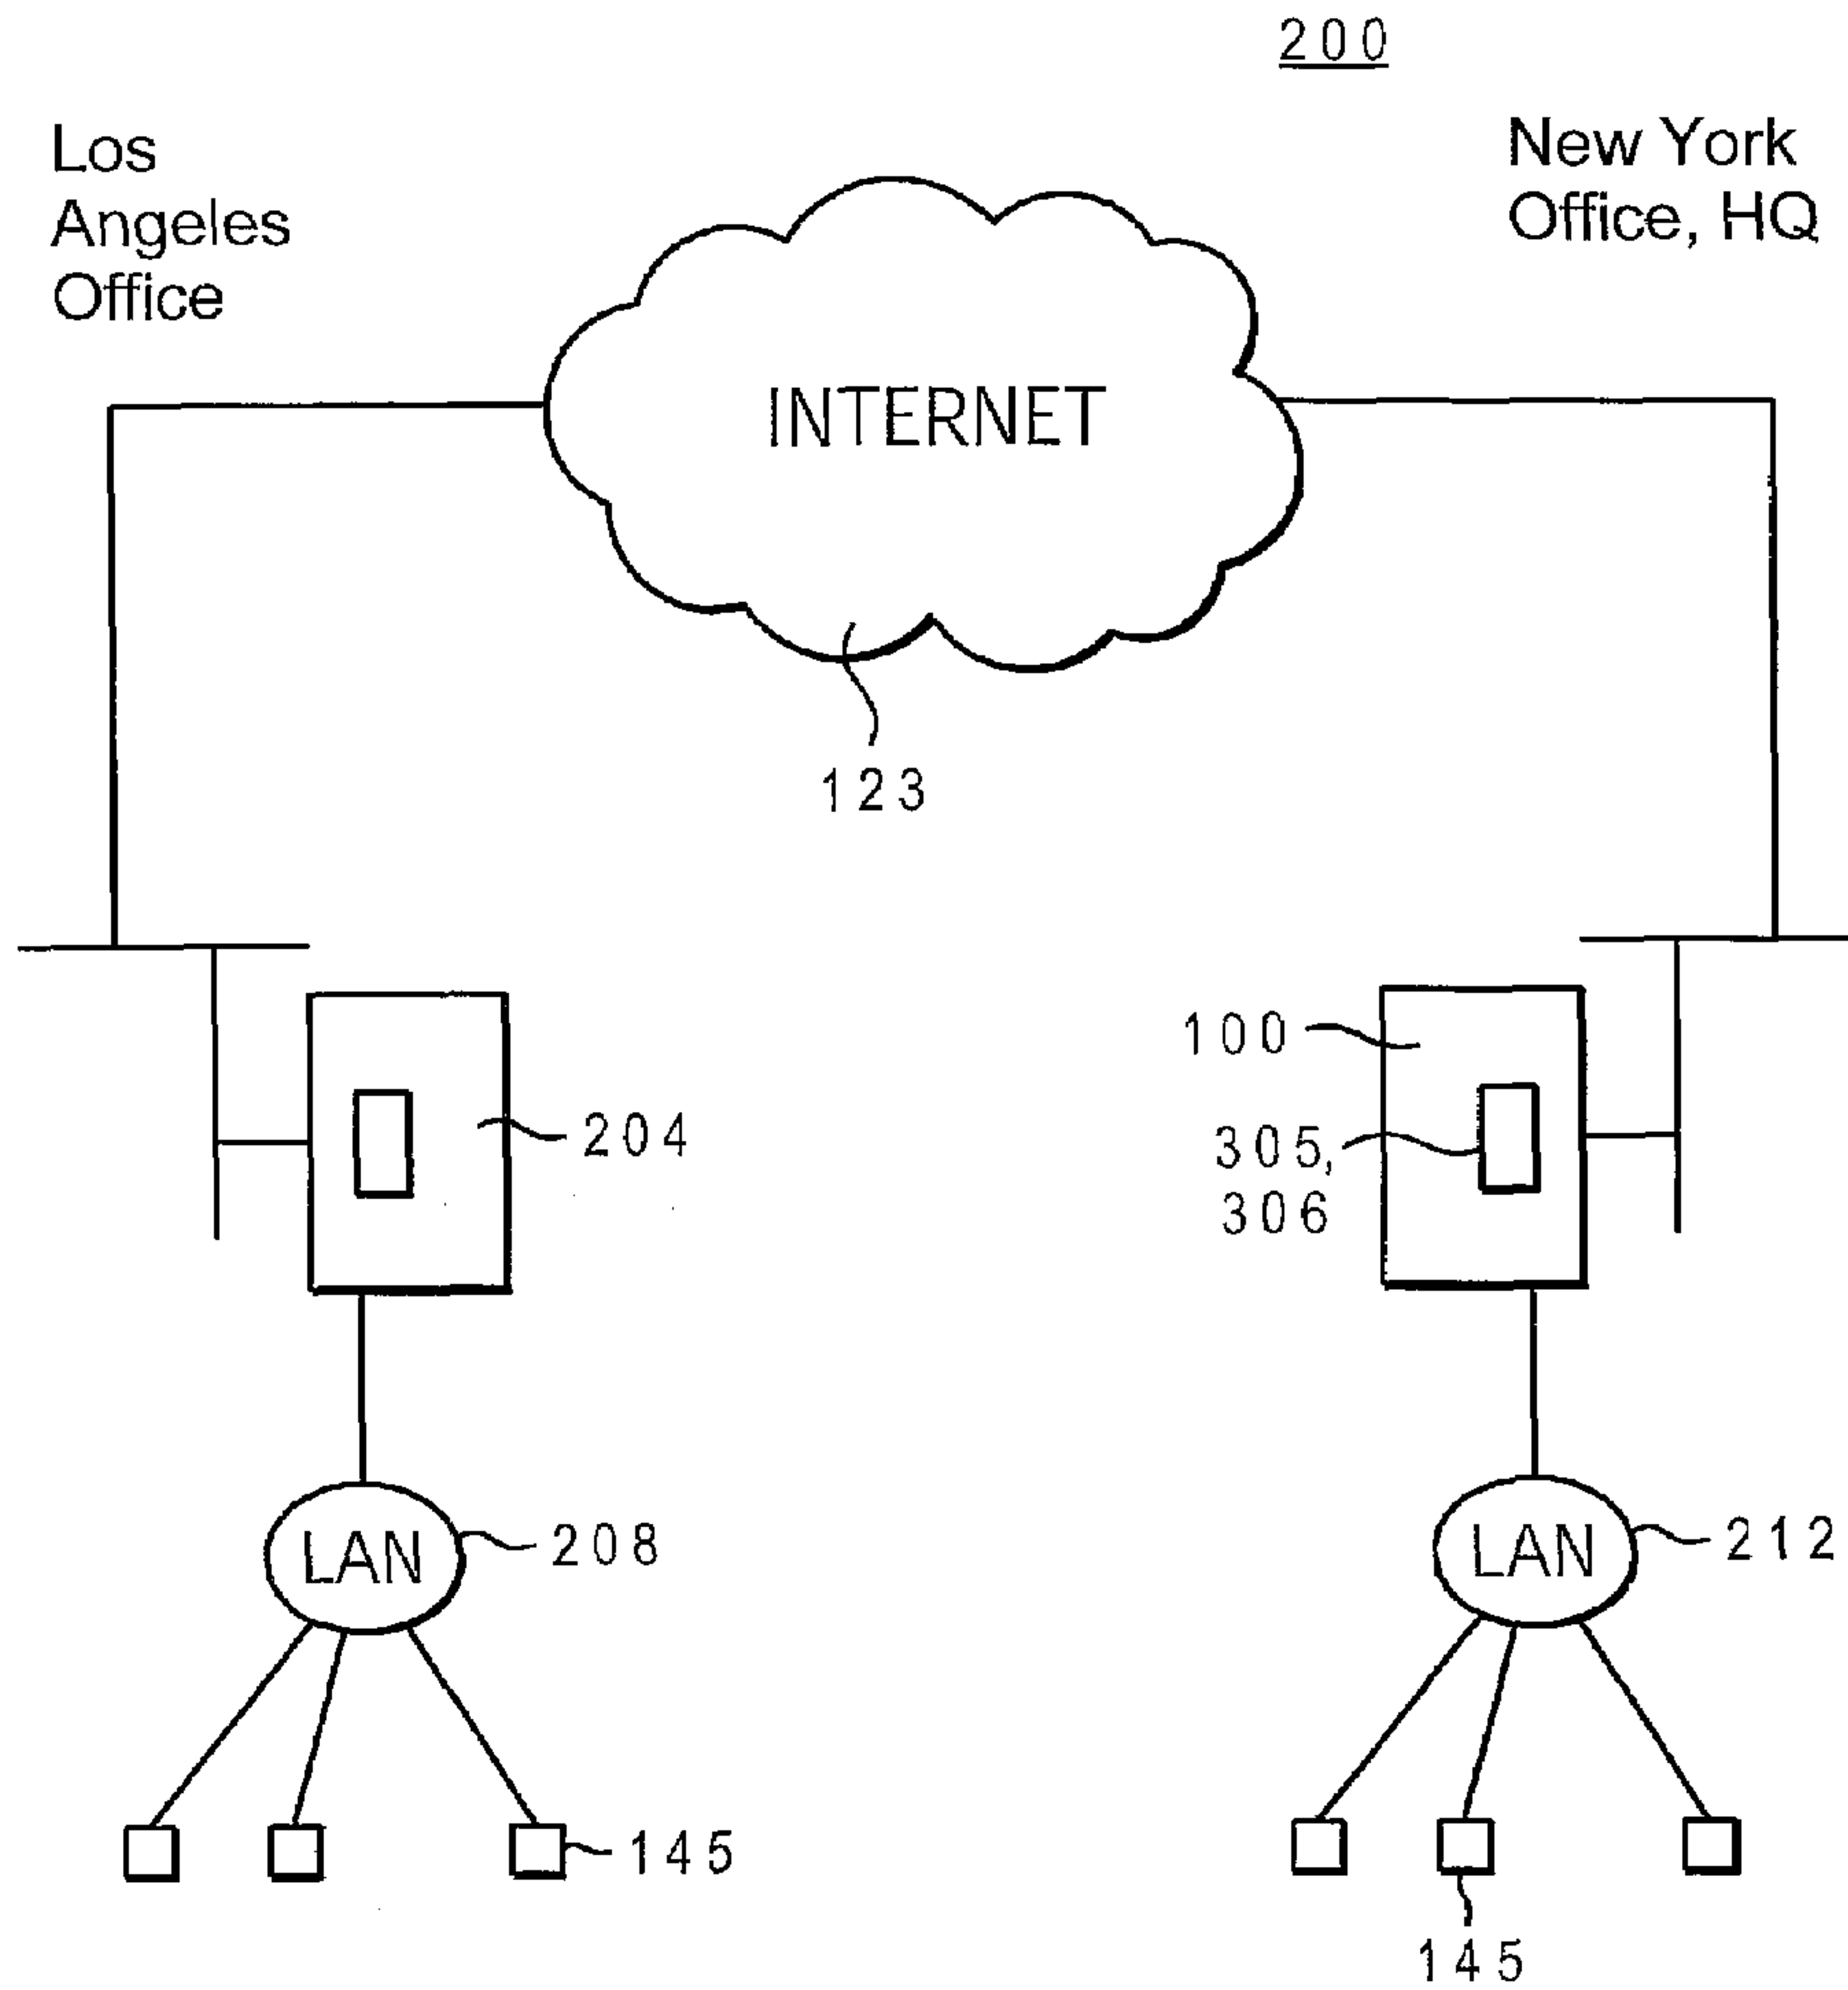 200
Los
Angeles
Office
New York
Office, HQ
INTERNET
123
204
100
305,
306
LAN
208
LAN
212
145
145